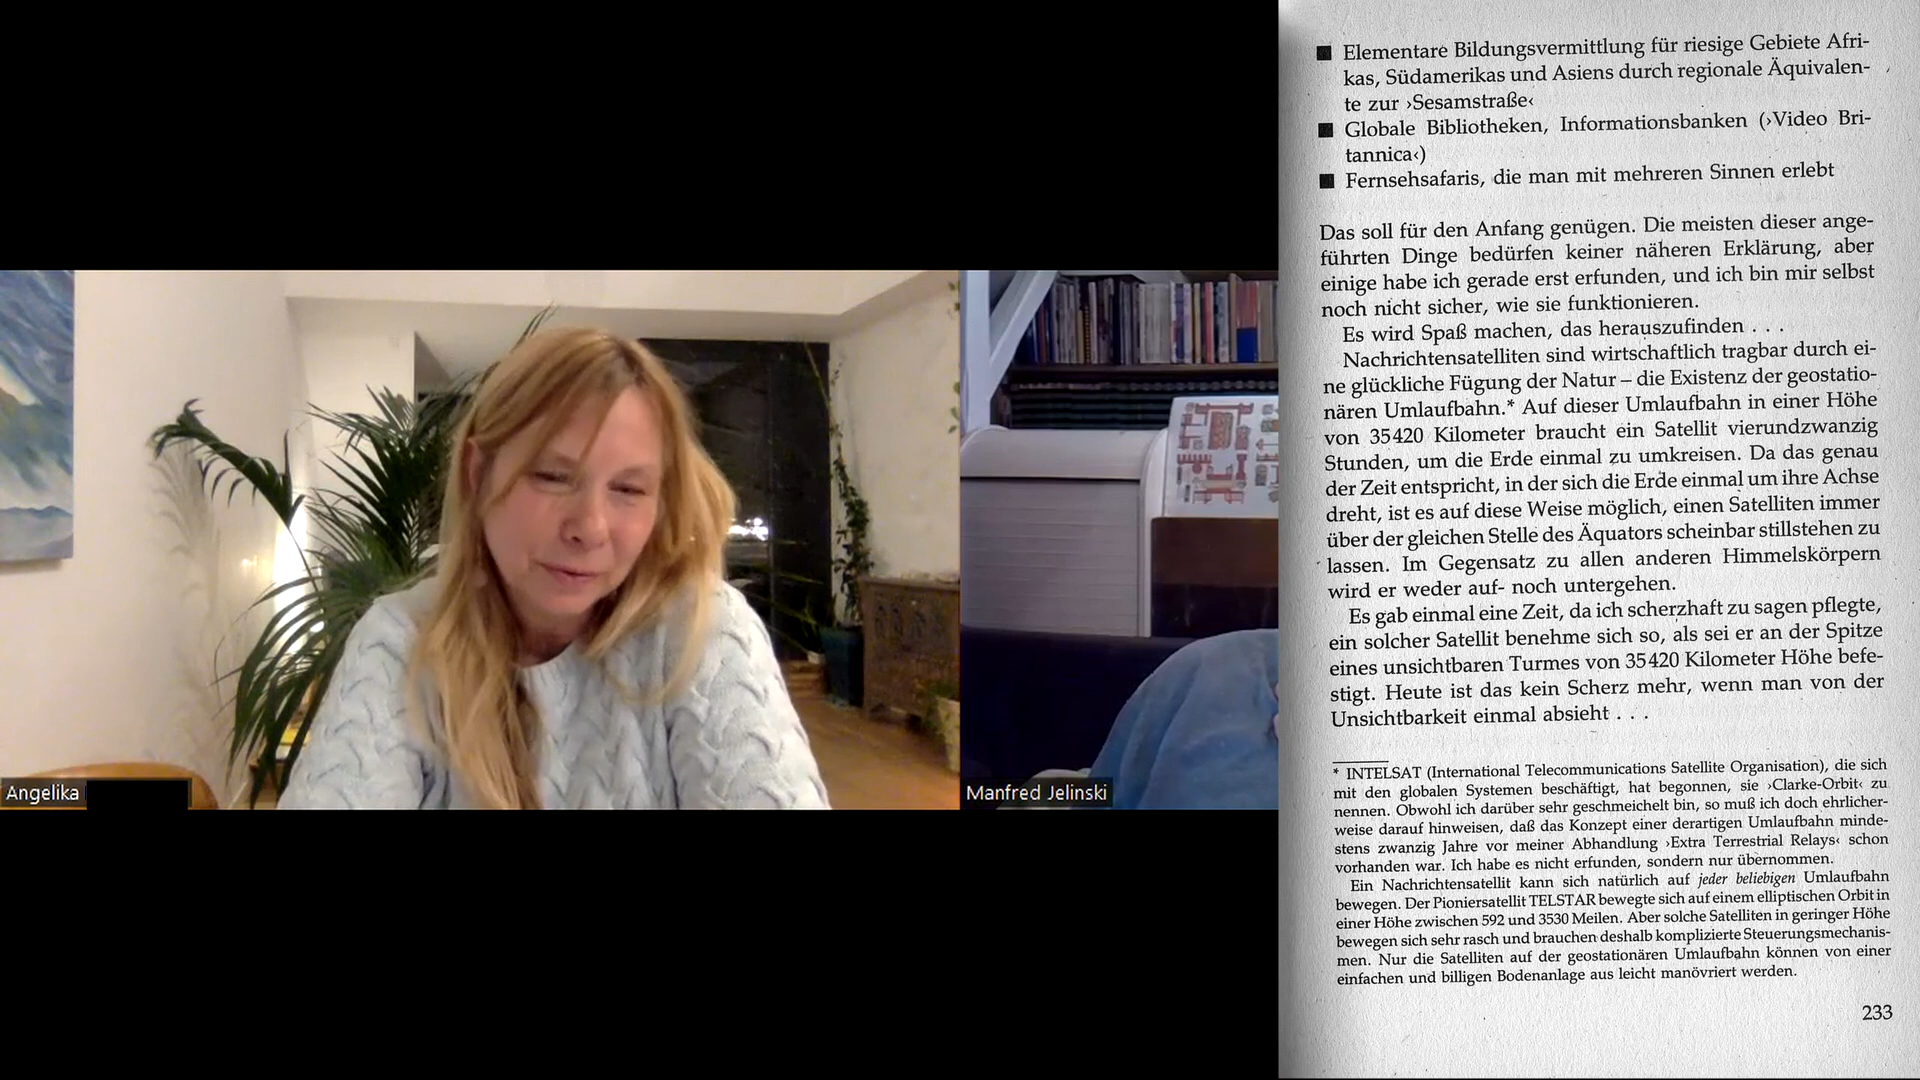 Angelika
Manfred Jelinski
■ Elementare Bildungsvermittlung für riesige Gebiete Afri-
kas, Südamerikas und Asiens durch regionale Äquivalen-
te zur ›Sesamstraße‹
■ Globale Bibliotheken, Informationsbanken (›Video Bri-
tannica‹)
■ Fernsehsafaris, die man mit mehreren Sinnen erlebt
Das soll für den Anfang genügen. Die meisten dieser ange-
führten Dinge bedürfen keiner näheren Erklärung, aber
einige habe ich gerade erst erfunden, und ich bin mir selbst
noch nicht sicher, wie sie funktionieren.
Es wird Spaß machen, das herauszufinden . . .
Nachrichtensatelliten sind wirtschaftlich tragbar durch ei-
ne glückliche Fügung der Natur – die Existenz der geostatio-
nären Umlaufbahn.* Auf dieser Umlaufbahn in einer Höhe
von 35420 Kilometer braucht ein Satellit vierundzwanzig
Stunden, um die Erde einmal zu umkreisen. Da das genau
der Zeit entspricht, in der sich die Erde einmal um ihre Achse
dreht, ist es auf diese Weise möglich, einen Satelliten immer
über der gleichen Stelle des Äquators scheinbar stillstehen zu
lassen. Im Gegensatz zu allen anderen Himmelskörpern
wird er weder auf- noch untergehen.
Es gab einmal eine Zeit, da ich scherzhaft zu sagen pflegte,
ein solcher Satellit benehme sich so, als sei er an der Spitze
eines unsichtbaren Turmes von 35420 Kilometer Höhe befe-
stigt. Heute ist das kein Scherz mehr, wenn man von der
Unsichtbarkeit einmal absieht . . .
* INTELSAT (International Telecommunications Satellite Organisation), die sich
mit den globalen Systemen beschäftigt, hat begonnen, sie ›Clarke-Orbit‹ zu
nennen. Obwohl ich darüber sehr geschmeichelt bin, so muß ich doch ehrlicher-
weise darauf hinweisen, daß das Konzept einer derartigen Umlaufbahn minde-
stens zwanzig Jahre vor meiner Abhandlung ›Extra Terrestrial Relays‹ schon
vorhanden war. Ich habe es nicht erfunden, sondern nur übernommen.
Ein Nachrichtensatellit kann sich natürlich auf jeder beliebigen Umlaufbahn
bewegen. Der Pioniersatellit TELSTAR bewegte sich auf einem elliptischen Orbit in
einer Höhe zwischen 592 und 3530 Meilen. Aber solche Satelliten in geringer Höhe
bewegen sich sehr rasch und brauchen deshalb komplizierte Steuerungsmechanis-
men. Nur die Satelliten auf der geostationären Umlaufbahn können von einer
einfachen und billigen Bodenanlage aus leicht manövriert werden.
233